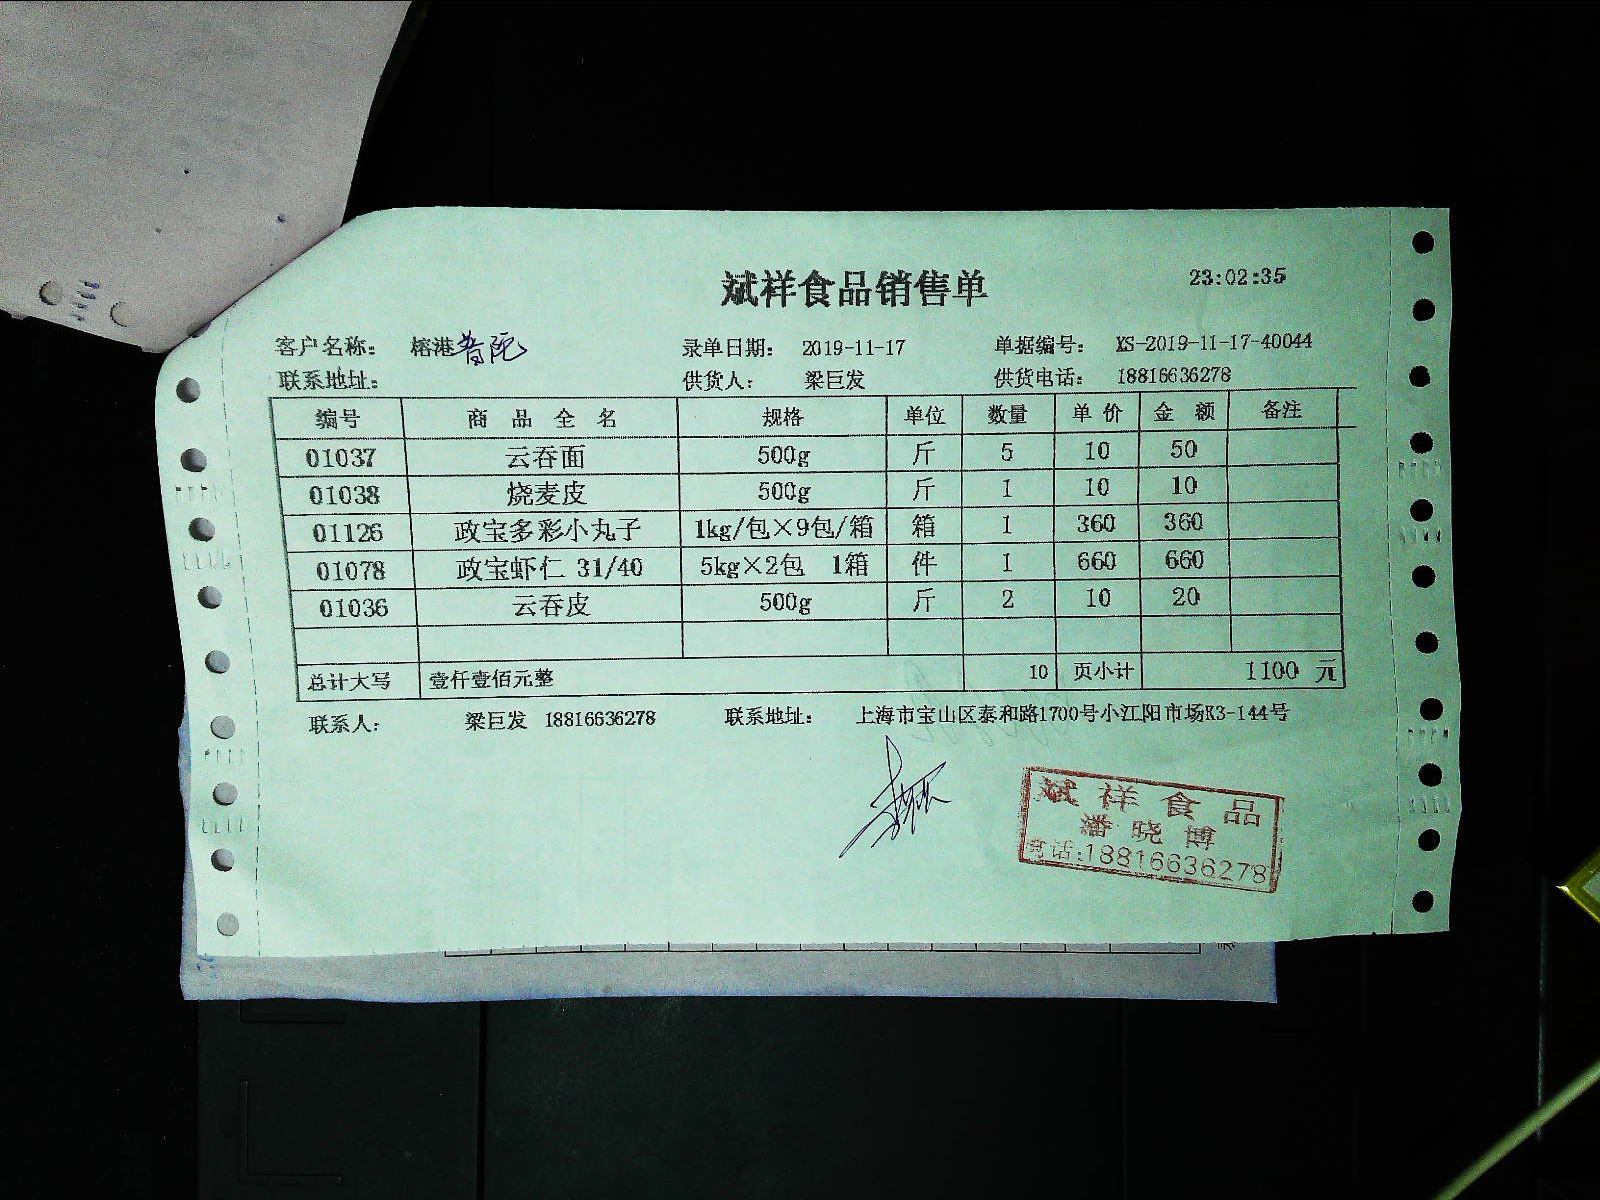 斌祥食品销售单 23:02:35
客户名称： 榕港普陀 录单日期： 2019-11-17 单据编号： XS-2019-11-17-40044
联系地址： 供货人： 梁巨发 供货电话： 18816636278
编号 商品全名 规格 单位 数量 单价 金额 备注
01037 云吞面 500g 斤 5 10 50
01038 烧麦皮 500g 斤 1 10 10
01126 政宝多彩小丸子 1kg/包×9包/箱 箱 1 360 360
01078 政宝虾仁 31/40 5kg×2包 1箱 件 1 660 660
01036 云吞皮 500g 斤 2 10 20
总计大写 壹仟壹佰元整 10 页小计 1100 元
联系人： 梁巨发 18816636278 联系地址： 上海市宝山区泰和路1700号小江阳市场K3-144号
斌祥食品
潘晓博
电话:18816636278